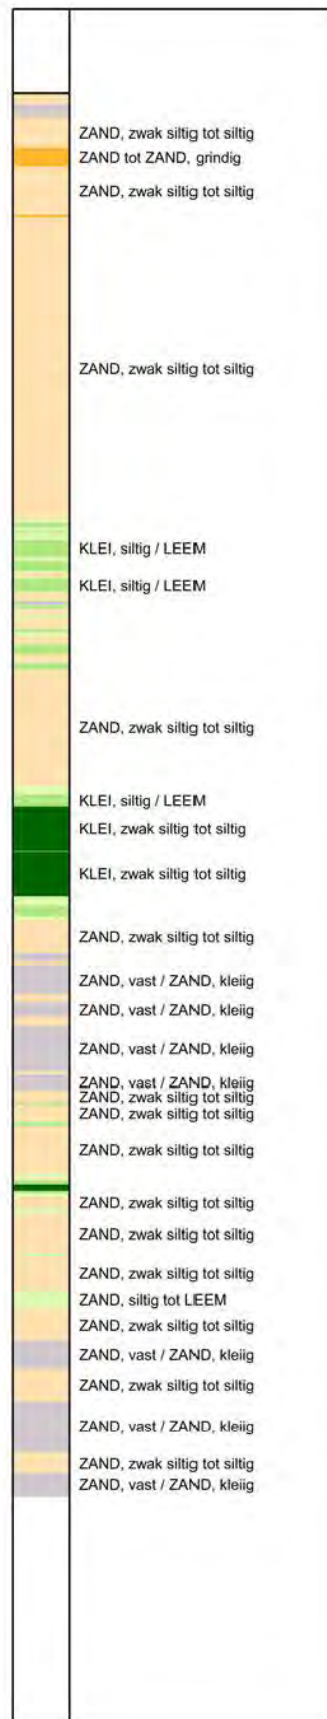 ZAND, zwak siltig tot siltig
ZAND tot ZAND, grindig
ZAND, zwak siltig tot siltig
ZAND, zwak siltig tot siltig
KLEI, siltig / LEEM
KLEI, siltig / LEEM
ZAND, zwak siltig tot siltig
KLEI, siltig / LEEM
KLEI, zwak siltig tot siltig
KLEI, zwak siltig tot siltig
ZAND, zwak siltig tot siltig
ZAND, vast / ZAND, kleiig
ZAND, vast / ZAND, kleiig
ZAND, vast / ZAND, kleiig
ZAND, vast / ZAND, kleiig
ZAND, zwak siltig tot siltig
ZAND, zwak siltig tot siltig
ZAND, zwak siltig tot siltig
ZAND, zwak siltig tot siltig
ZAND, zwak siltig tot siltig
ZAND, zwak siltig tot siltig
ZAND, siltig tot LEEM
ZAND, zwak siltig tot siltig
ZAND, vast / ZAND, kleiig
ZAND, zwak siltig tot siltig
ZAND, vast / ZAND, kleiig
ZAND, zwak siltig tot siltig
ZAND, vast / ZAND, kleiig